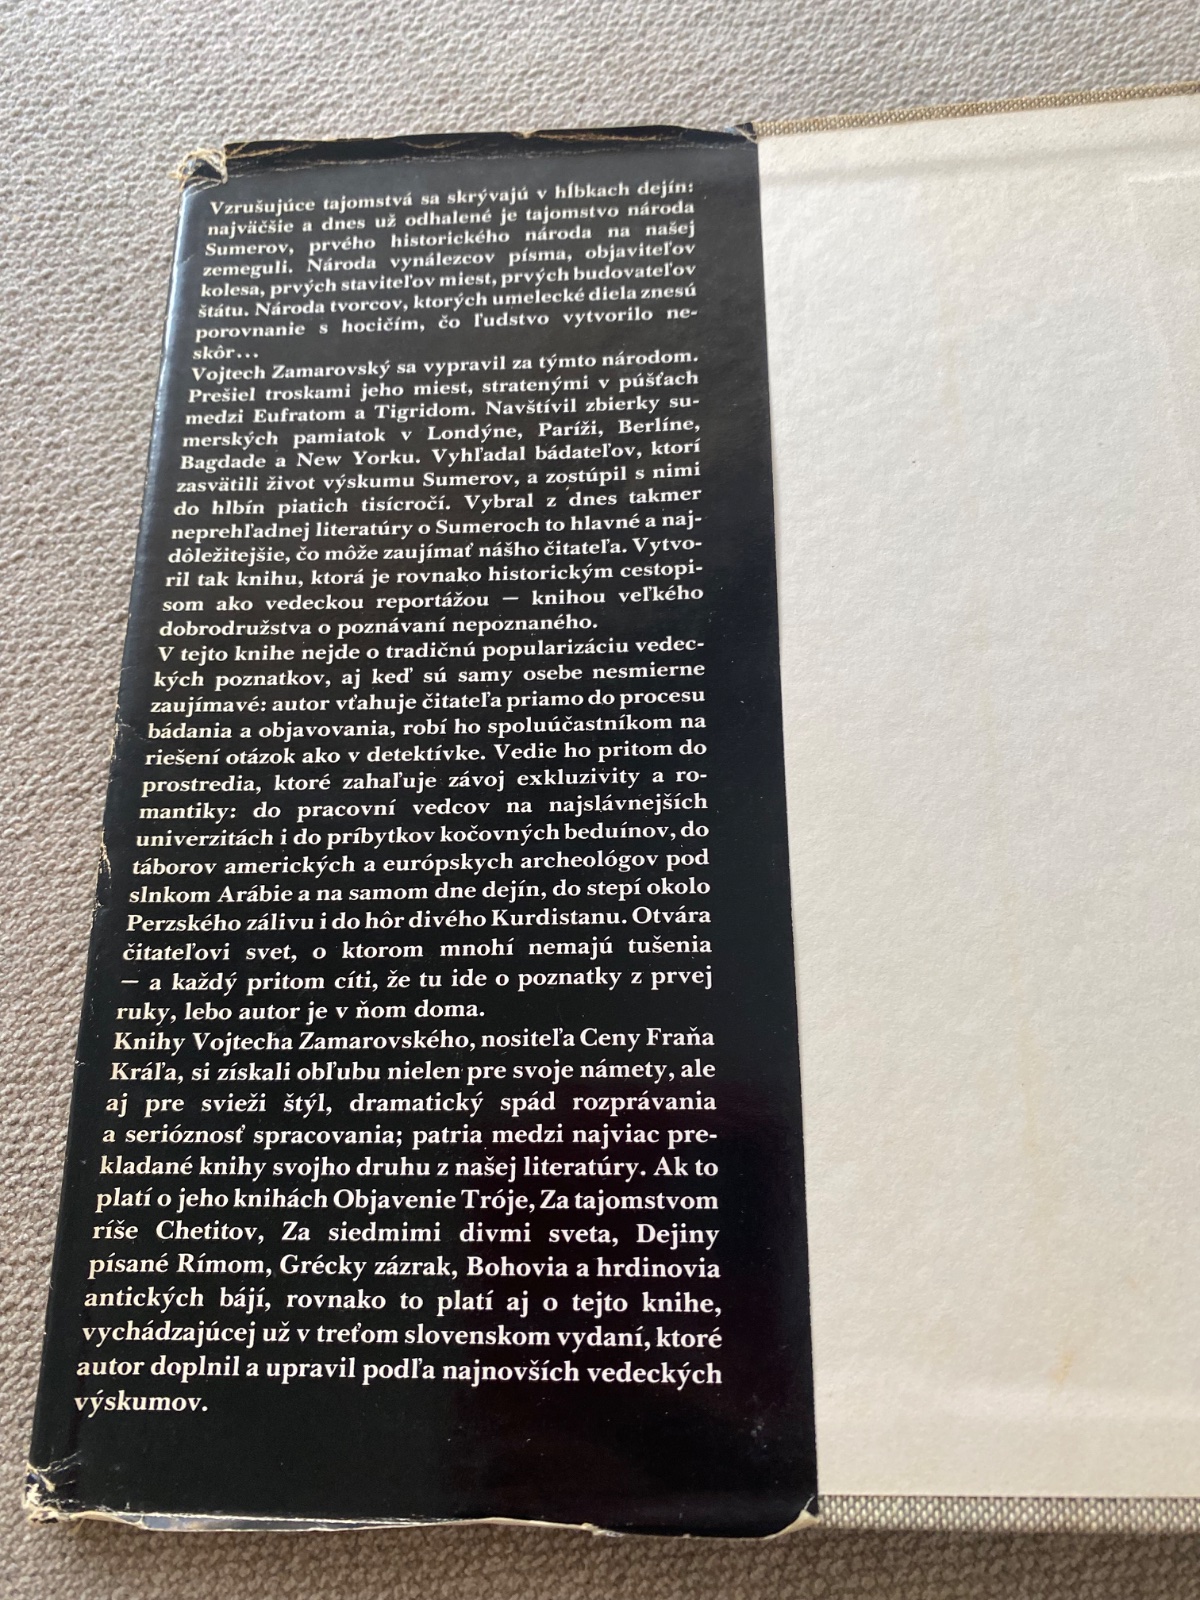 Vzrušujúce tajomstvá sa skrývajú v hĺbkach dejín:
najväčšie a dnes už odhalené je tajomstvo národa
Sumerov, prvého historického národa na našej
zemeguli. Národa vynálezcov písma, objaviteľov
kolesa, prvých staviteľov miest, prvých budovateľov
štátu. Národa tvorcov, ktorých umelecké diela znesú
porovnanie s hocičím, čo ľudstvo vytvorilo ne-
skôr...
Vojtech Zamarovský sa vypravil za týmto národom.
Prešiel troskami jeho miest, stratenými v púšťach
medzi Eufratom a Tigridom. Navštívil zbierky su-
merských pamiatok v Londýne, Paríži, Berlíne,
Bagdade a New Yorku. Vyhľadal bádateľov, ktorí
zasvätili život výskumu Sumerov, a zostúpil s nimi
do hlbín piatich tisícročí. Vybral z dnes takmer
neprehľadnej literatúry o Sumeroch to hlavné a naj-
dôležitejšie, čo môže zaujímať nášho čitateľa. Vytvo-
ril tak knihu, ktorá je rovnako historickým cestopi-
som ako vedeckou reportážou — knihou veľkého
dobrodružstva o poznávaní nepoznaného.
V tejto knihe nejde o tradičnú popularizáciu vedec-
kých poznatkov, aj keď sú samy osebe nesmierne
zaujímavé: autor vťahuje čitateľa priamo do procesu
bádania a objavovania, robí ho spoluúčastníkom na
riešení otázok ako v detektívke. Vedie ho pritom do
prostredia, ktoré zahaľuje závoj exkluzivity a ro-
mantiky: do pracovní vedcov na najslávnejších
univerzitách i do príbytkov kočovných beduínov, do
táborov amerických a európskych archeológov pod
slnkom Arábie a na samom dne dejín, do stepí okolo
Perzského zálivu i do hôr divého Kurdistanu. Otvára
čitateľovi svet, o ktorom mnohí nemajú tušenia
— a každý pritom cíti, že tu ide o poznatky z prvej
ruky, lebo autor je v ňom doma.
Knihy Vojtecha Zamarovského, nositeľa Ceny Fraňa
Kráľa, si získali obľubu nielen pre svoje námety, ale
aj pre svieži štýl, dramatický spád rozprávania
a serióznosť spracovania; patria medzi najviac pre-
kladané knihy svojho druhu z našej literatúry. Ak to
platí o jeho knihách Objavenie Tróje, Za tajomstvom
ríše Chetitov, Za siedmimi divmi sveta, Dejiny
písané Rímom, Grécky zázrak, Bohovia a hrdinovia
antických bájí, rovnako to platí aj o tejto knihe,
vychádzajúcej už v treťom slovenskom vydaní, ktoré
autor doplnil a upravil podľa najnovších vedeckých
výskumov.